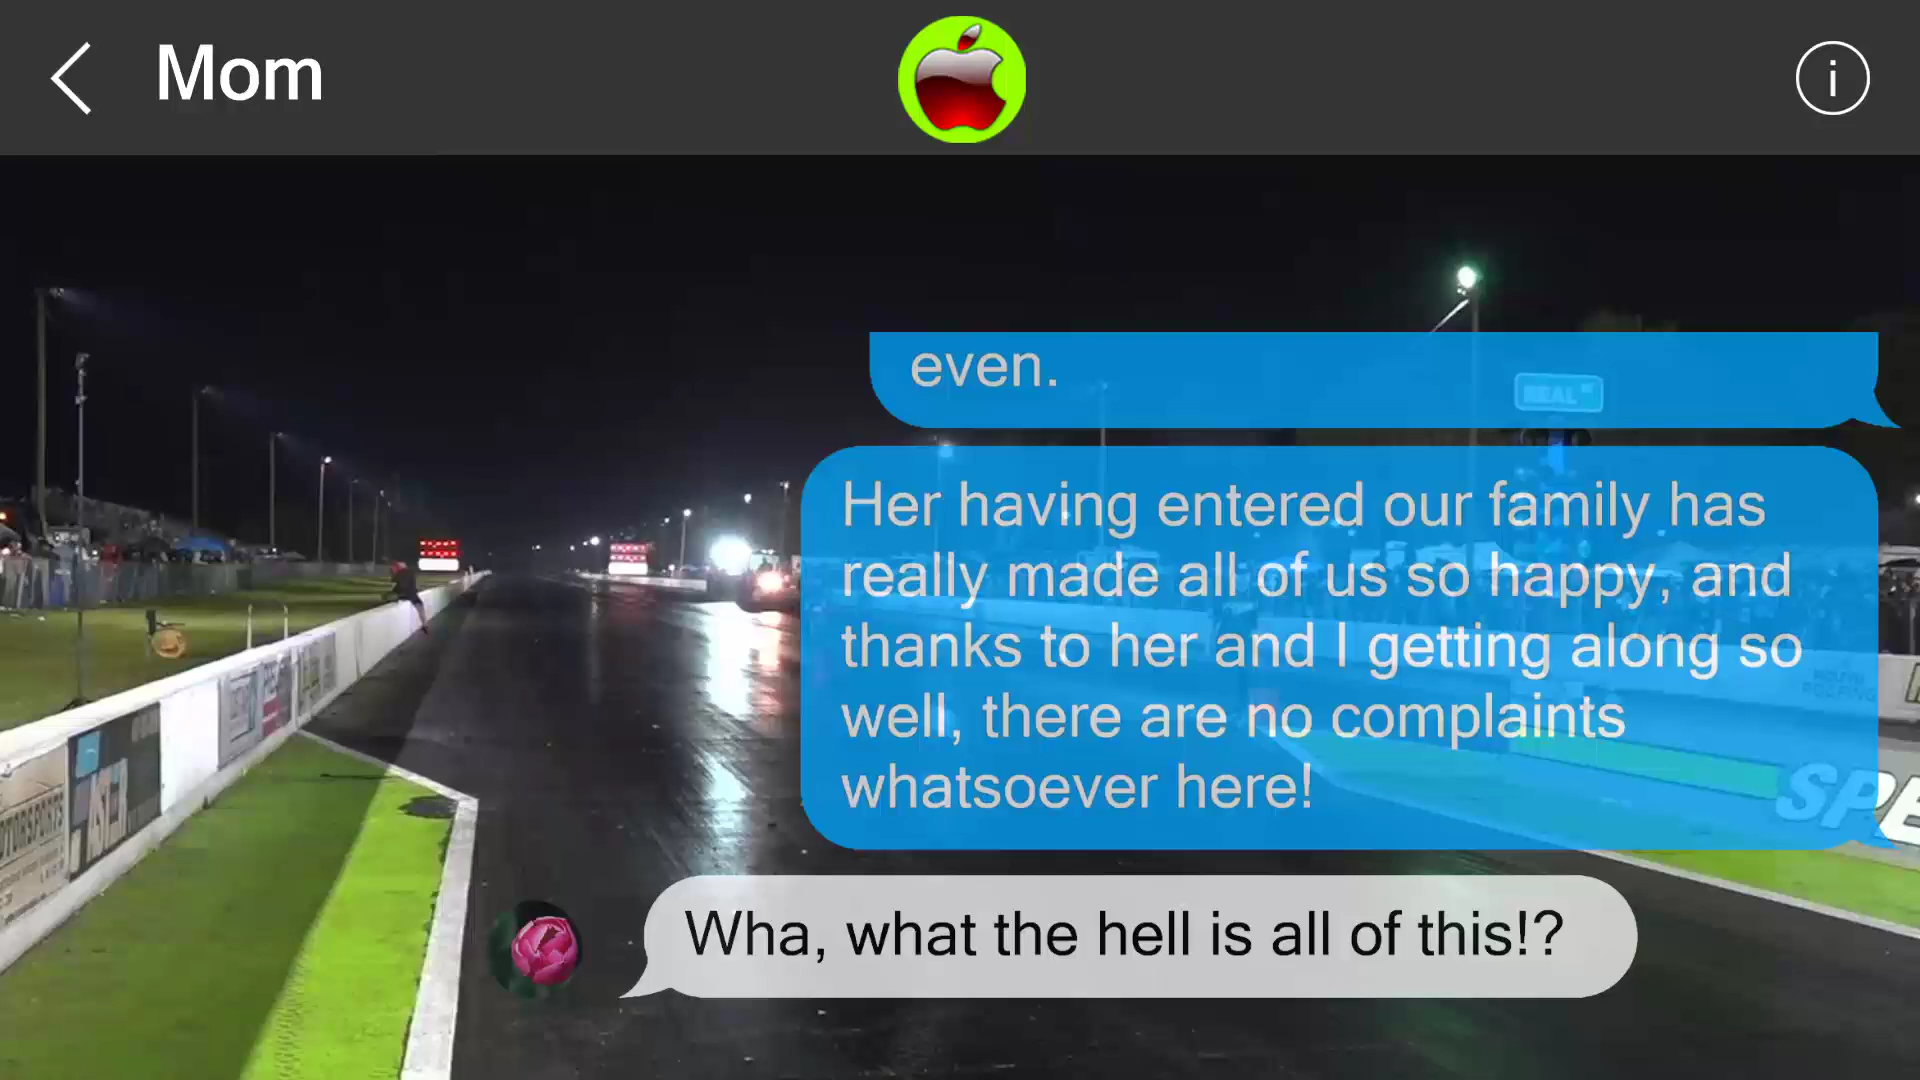 Mom
i
even.
REAL
Her having entered our family has
really made all of us so happy, and
thanks to her and I getting along so
well, there are no complaints
whatsoever here!
SPE
Wha, what the hell is all of this!?